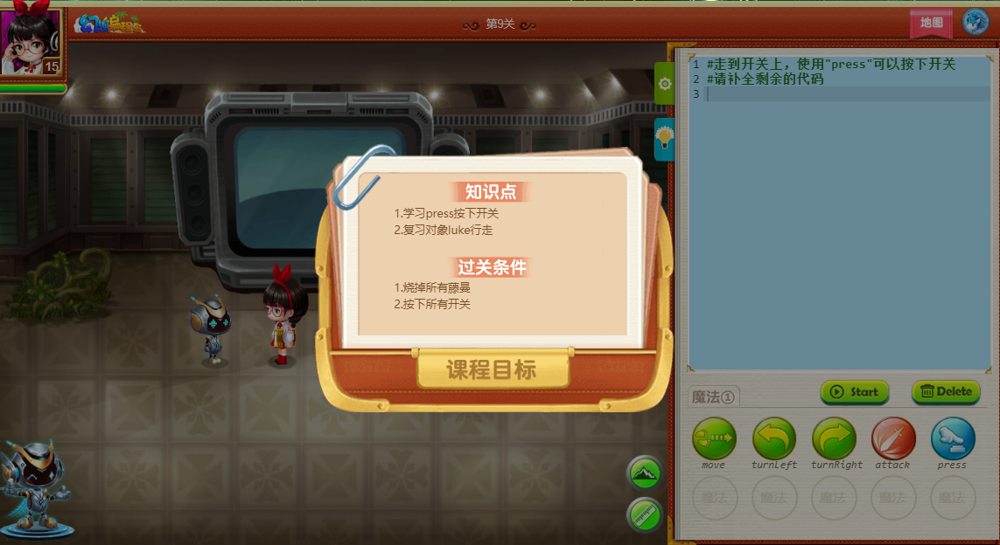 第9关
地图
15
1 #走到开关上，使用"press"可以按下开关
2 #请补全剩余的代码
3
知识点
1.学习press按下开关
2.复习对象luke行走
过关条件
1.烧掉所有藤曼
2.按下所有开关
课程目标
魔法①
Start
Delete
move turnLeft turnRight attack press
魔法 魔法 魔法 魔法 魔法